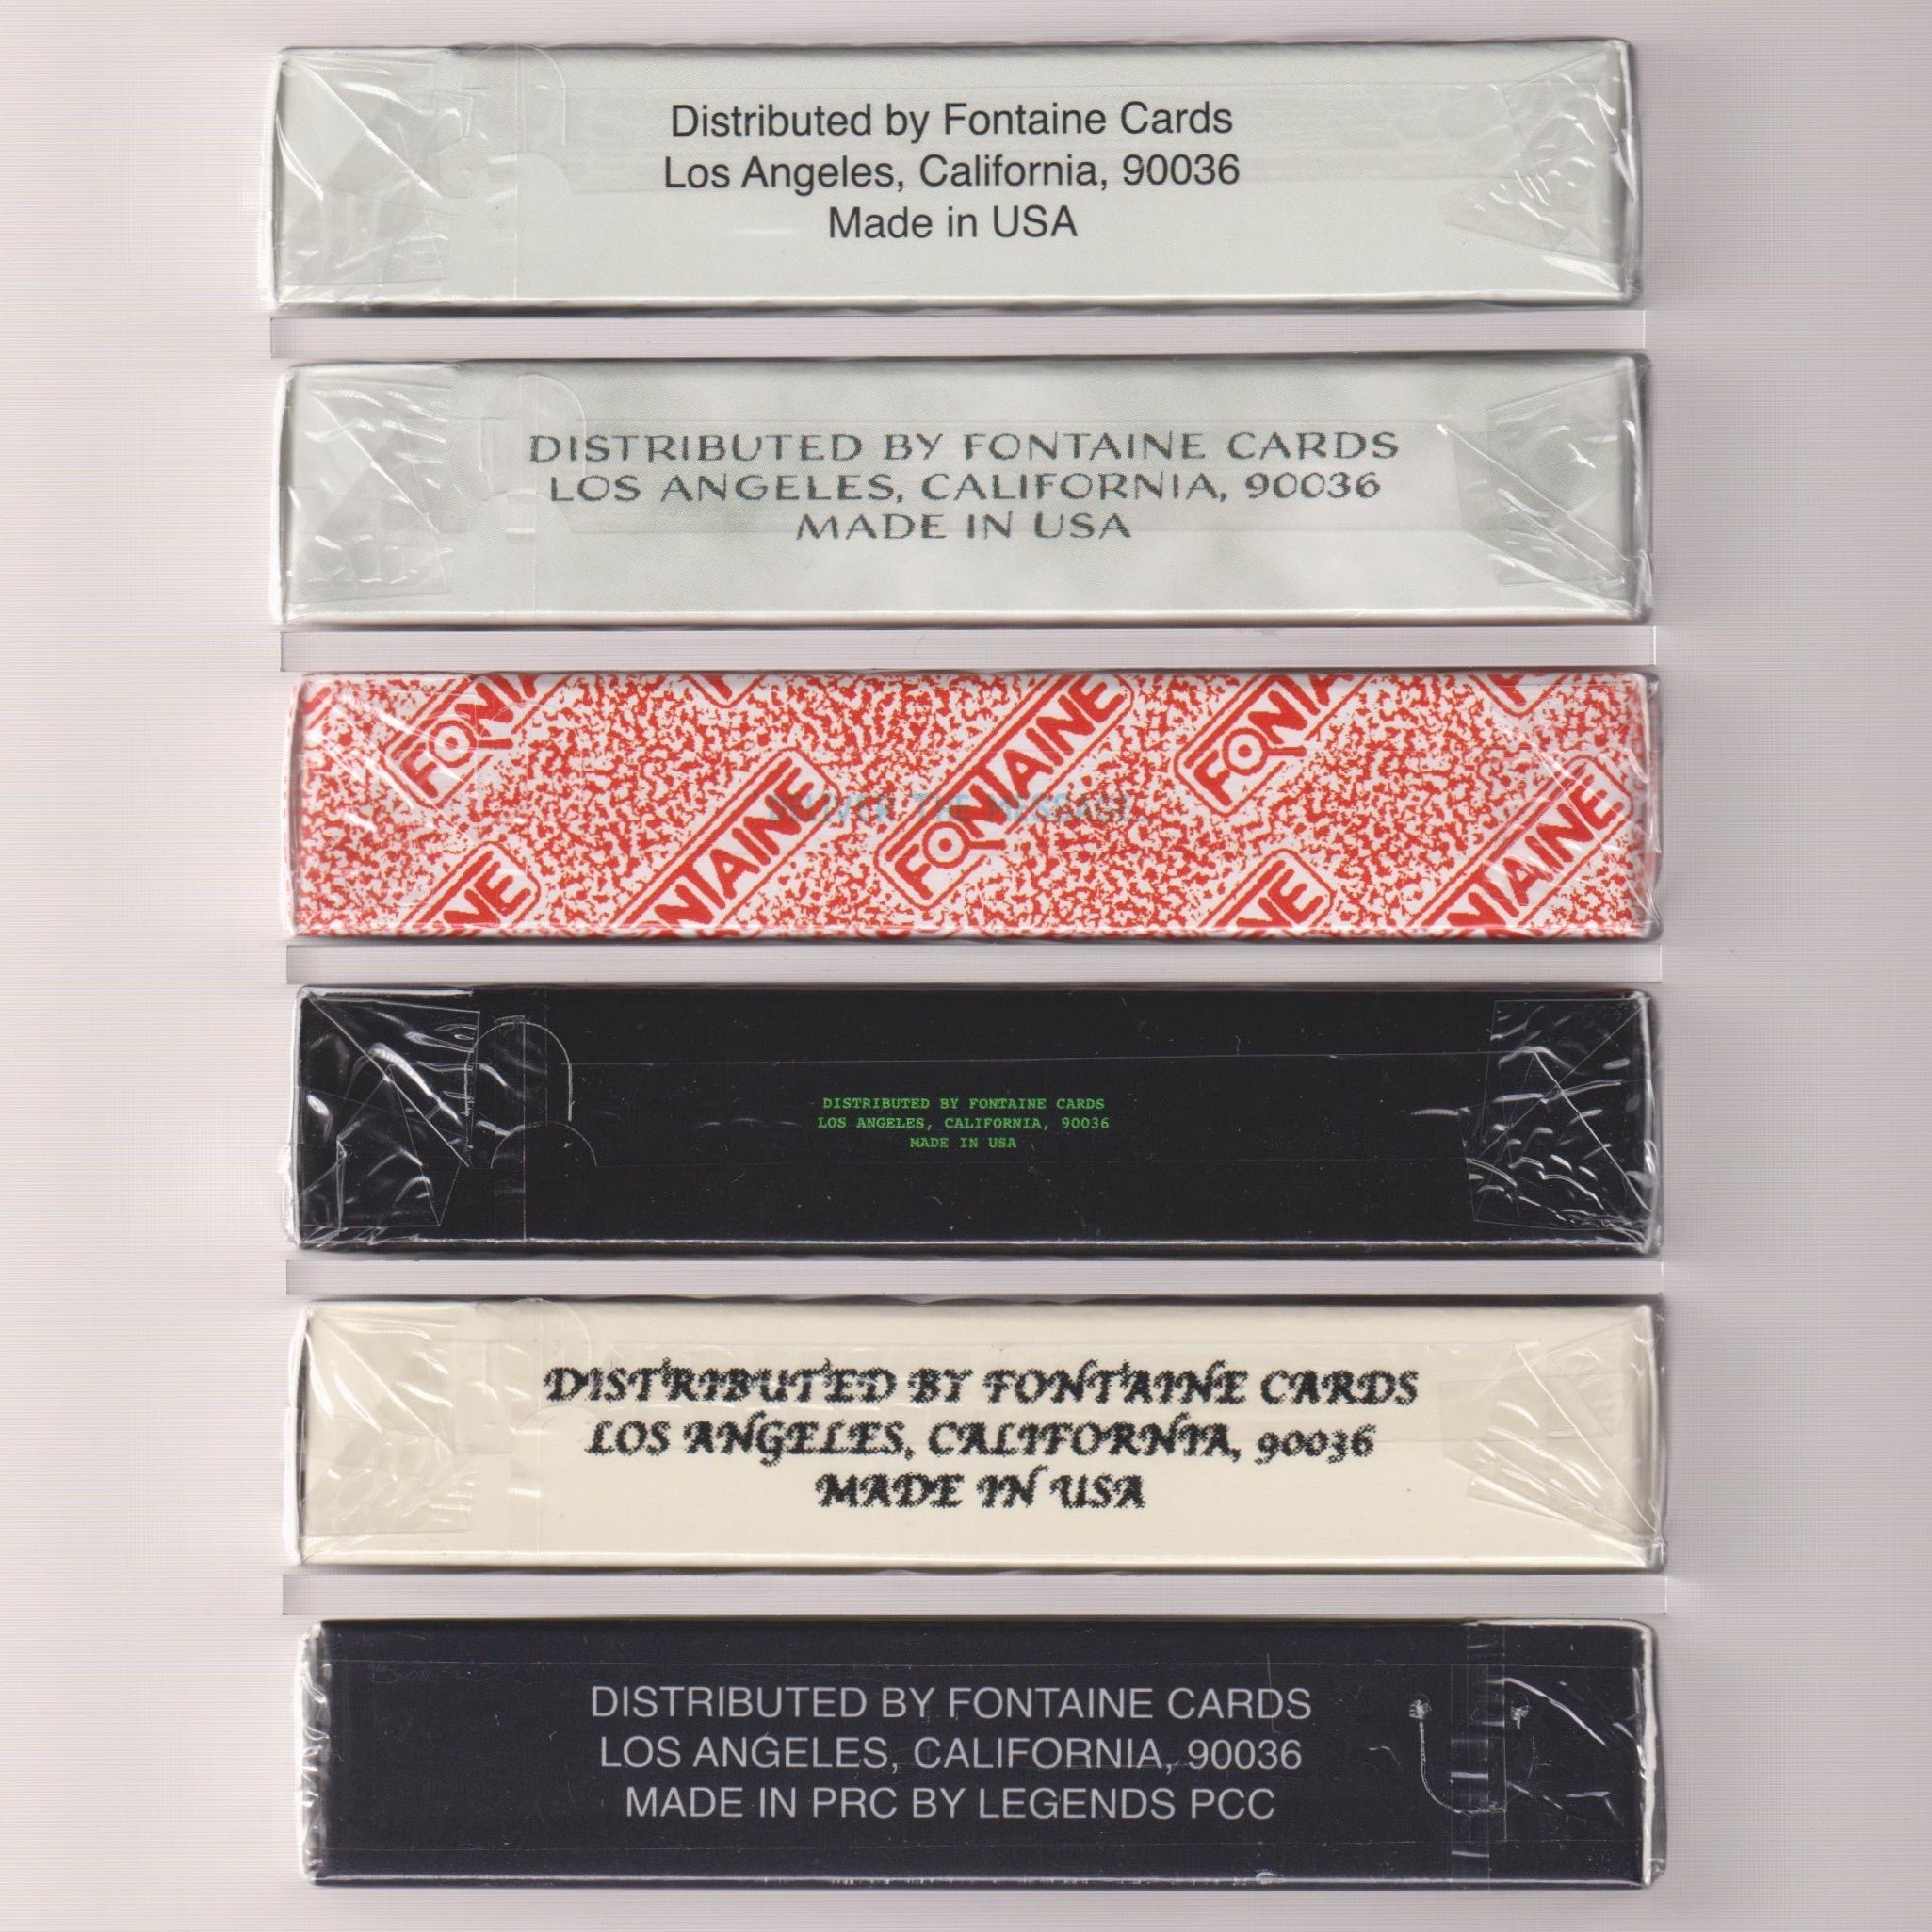 Distributed by Fontaine Cards
Los Angeles, California, 90036
Made in USA
DISTRIBUTED BY FONTAINE CARDS
LOS ANGELES, CALIFORNIA, 90036
MADE IN USA
FONTAINE
DELIVER THE MESSAGE.
DISTRIBUTED BY FONTAINE CARDS
LOS ANGELES, CALIFORNIA, 90036
MADE IN USA
DISTRIBUTED BY FONTAINE CARDS
LOS ANGELES, CALIFORNIA, 90036
MADE IN USA
DISTRIBUTED BY FONTAINE CARDS
LOS ANGELES, CALIFORNIA, 90036
MADE IN PRC BY LEGENDS PCC